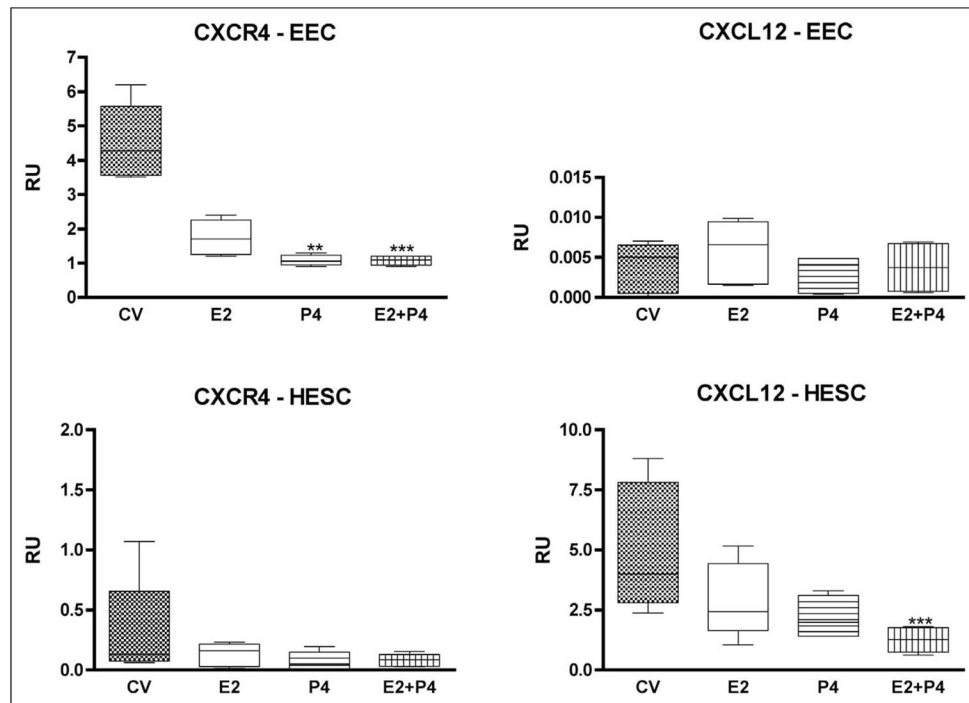 CXCR4 - EEC
7
6
5
4
3
2
1
0
RU
**
***
CV E2 P4 E2+P4
CXCL12 - EEC
0.015
0.010
0.005
0.000
RU
CV E2 P4 E2+P4
CXCR4 - HESC
2.0
1.5
1.0
0.5
0.0
RU
CV E2 P4 E2+P4
CXCL12 - HESC
10.0
7.5
5.0
2.5
0.0
RU
***
CV E2 P4 E2+P4